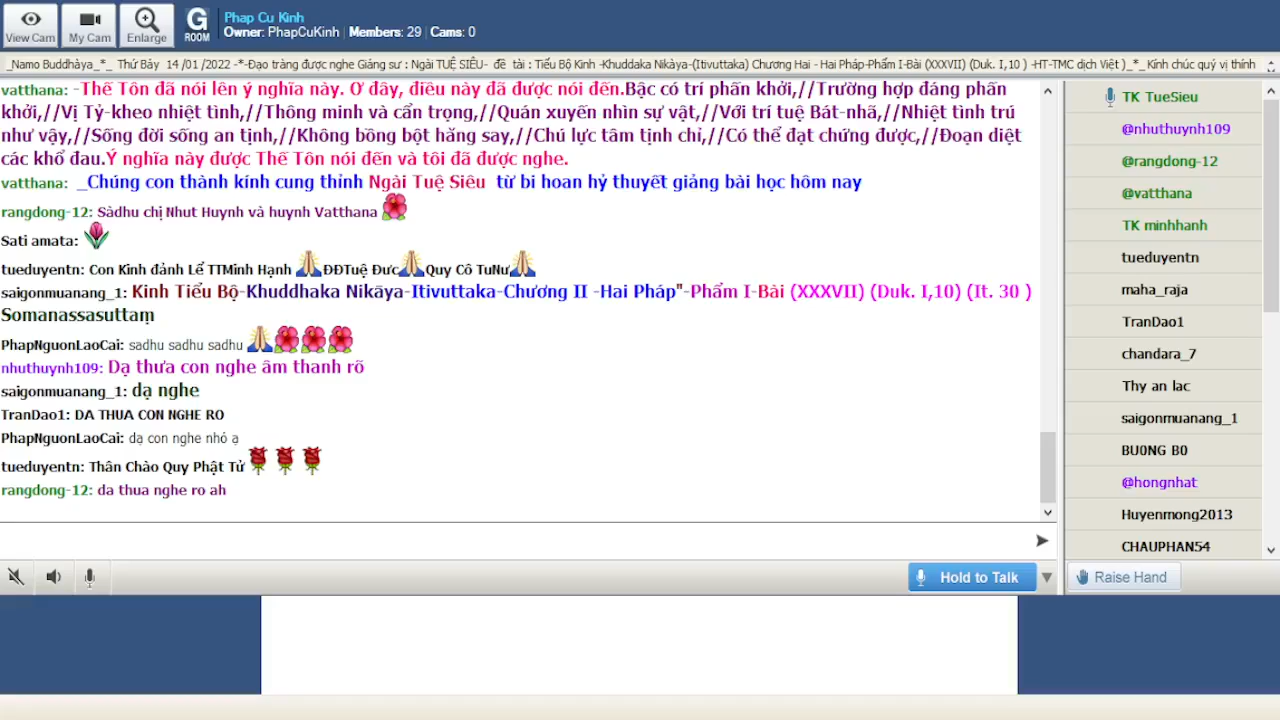 View Cam
My Cam
Enlarge
G
ROOM
Phap Cu Kinh
Owner: PhapCuKinh | Members: 29 | Cams: 0
_Namo Buddhàya_*_ Thứ Bảy 14 /01 /2022 -*-Đạo tràng được nghe Giảng sư : Ngài TUỆ SIÊU- đề tài : Tiểu Bộ Kinh -Khuddaka Nikàya-(Itivuttaka) Chương Hai - Hai Pháp-Phẩm I-Bài (XXXVII) (Duk. I,10 ) -HT-TMC dịch Việt )_*_Kính chúc quý vị thính
vatthana: -Thế Tôn đã nói lên ý nghĩa này. Ở đây, điều này đã được nói đến.Bậc có trí phấn khởi,//Trường hợp đáng phấn
khởi,//Vị Tỷ-kheo nhiệt tình,//Thông minh và cẩn trọng,//Quán xuyến nhìn sự vật,//Với trí tuệ Bát-nhã,//Nhiệt tình trú
như vậy,//Sống đời sống an tịnh,//Không bồng bột hăng say,//Chú lực tâm tịnh chỉ,//Có thể đạt chứng được,//Đoạn diệt
các khổ đau.Ý nghĩa này được Thế Tôn nói đến và tôi đã được nghe.
vatthana: _Chúng con thành kính cung thỉnh Ngài Tuệ Siêu từ bi hoan hỷ thuyết giảng bài học hôm nay
rangdong-12: Sàdhu chị Nhut Huynh và huynh Vatthana
Sati amata:
tueduyentn: Con Kinh đảnh Lể TTMinh Hạnh ĐĐTuệ Đưc Quy Cô TuNư
saigonmuanang_1: Kinh Tiểu Bộ-Khuddhaka Nikāya-Itivuttaka-Chương II -Hai Pháp"-Phẩm I-Bài (XXXVII) (Duk. I,10) (It. 30 )
Somanassasuttaṃ
PhapNguonLaoCai: sadhu sadhu sadhu
nhuthuynh109: Dạ thưa con nghe âm thanh rõ
saigonmuanang_1: dạ nghe
TranDao1: DA THUA CON NGHE RO
PhapNguonLaoCai: dạ con nghe nhỏ ạ
tueduyentn: Thân Chào Quy Phật Tử
rangdong-12: da thua nghe ro ah
Hold to Talk
TK TueSieu
@nhuthuynh109
@rangdong-12
@vatthana
TK minhhanh
tueduyentn
maha_raja
TranDao1
chandara_7
Thy an lac
saigonmuanang_1
BU0NG B0
@hongnhat
Huyenmong2013
CHAUPHAN54
Raise Hand